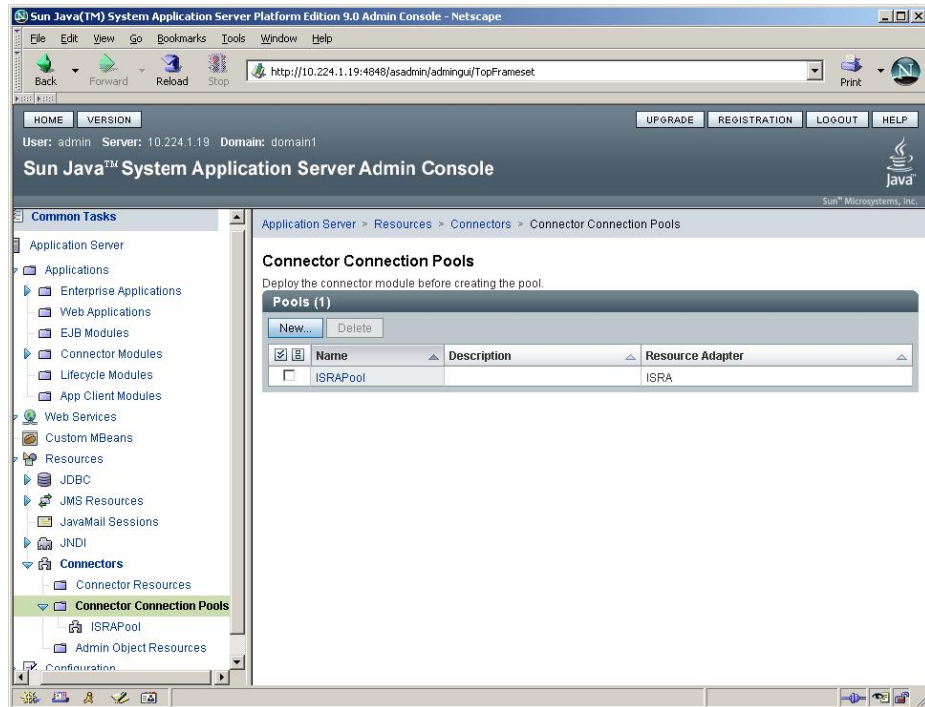 Sun Java(TM) System Application Server Platform Edition 9.0 Admin Console - Netscape
File Edit View Go Bookmarks Tools Window Help
Back Forward Reload Stop
http://10.224.1.19:4848/asadmin/admingui/TopFrameset
Print
N
HOME VERSION
UPGRADE REGISTRATION LOGOUT HELP
User: admin Server: 10.224.1.19 Domain: domain1
Sun Java™ System Application Server Admin Console
Java™
Sun™ Microsystems, Inc.
Common Tasks
Application Server
Applications
Enterprise Applications
Web Applications
EJB Modules
Connector Modules
Lifecycle Modules
App Client Modules
Web Services
Custom MBeans
Resources
JDBC
JMS Resources
JavaMail Sessions
JNDI
Connectors
Connector Resources
Connector Connection Pools
ISRAPool
Admin Object Resources
Configuration
Application Server > Resources > Connectors > Connector Connection Pools
Connector Connection Pools
Deploy the connector module before creating the pool.
Pools (1)
New... Delete
Name Description Resource Adapter
ISRAPool ISRA